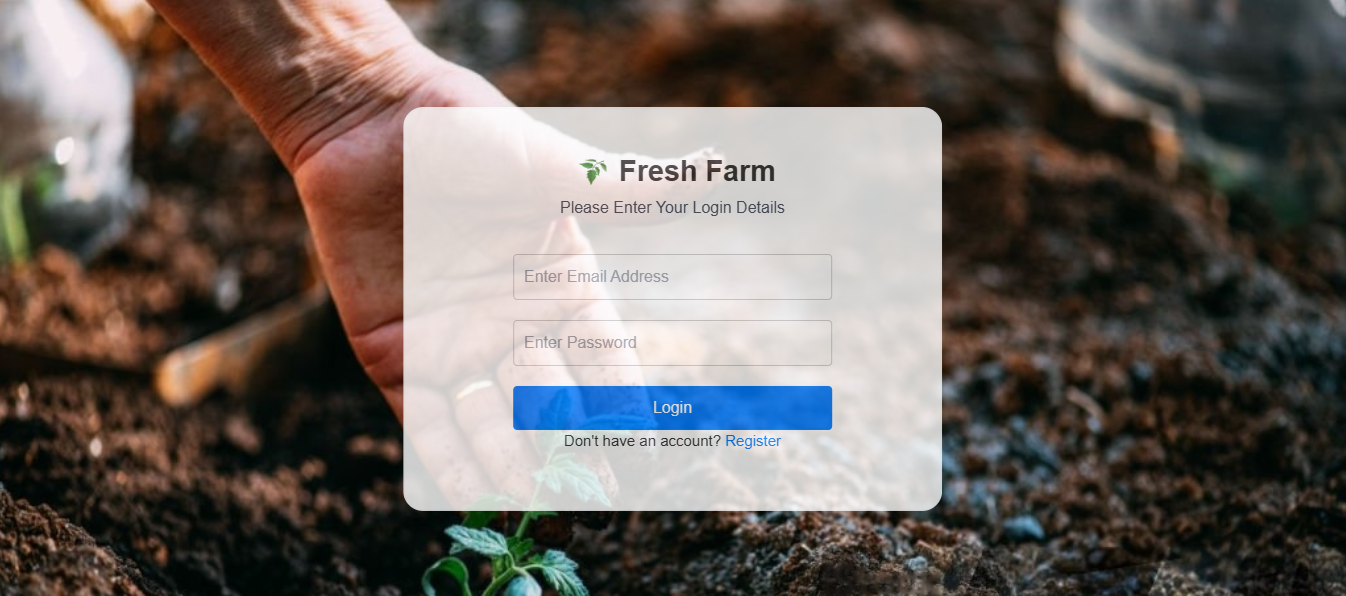 Fresh Farm
Please Enter Your Login Details
Enter Email Address
Enter Password
Login
Don't have an account? Register